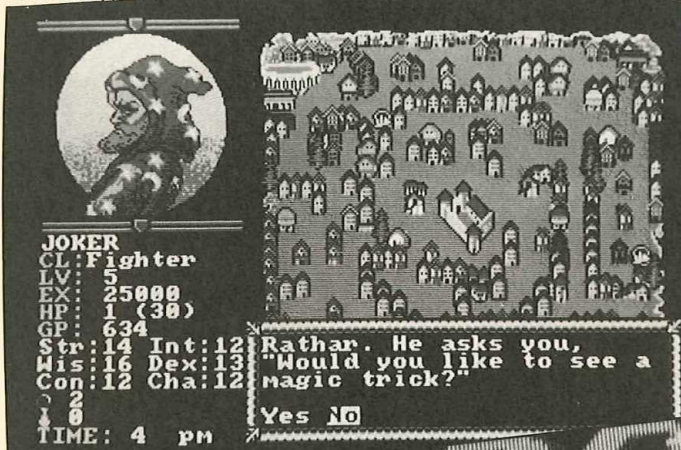 JOKER
CL:Fighter
LV: 5
EX: 25000
HP: 1 (30)
GP: 634
Str:14 Int:12
Wis:16 Dex:13
Con:12 Cha:12
2
0
TIME: 4 pm
Rathar. He asks you,
"Would you like to see a
magic trick?"
Yes No